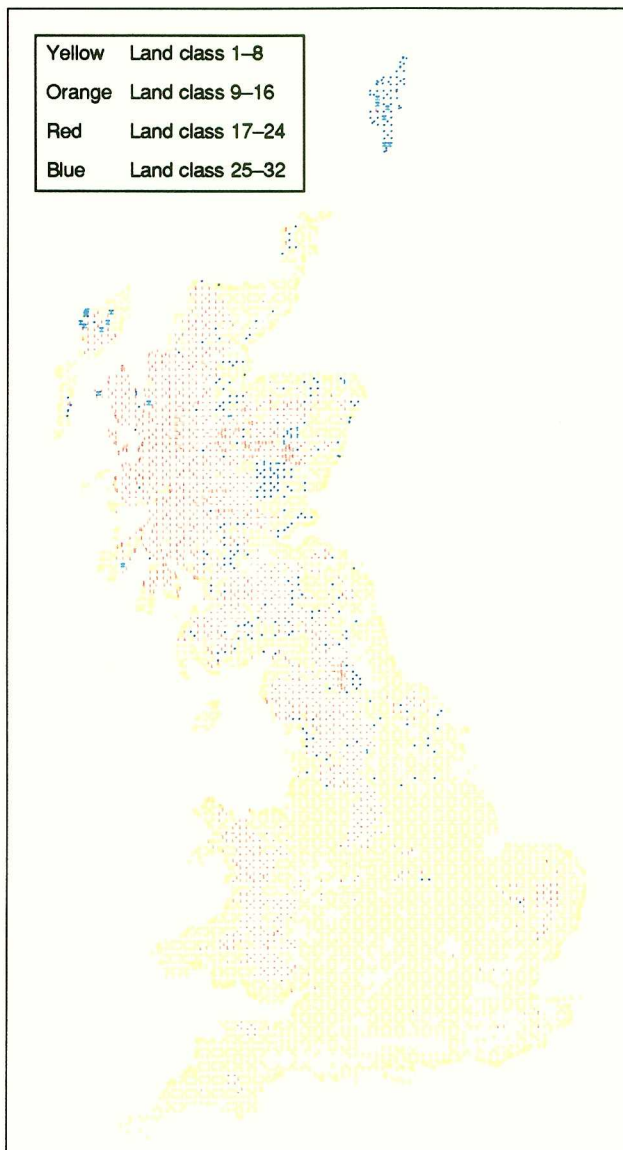 Yellow Land class 1–8
Orange Land class 9–16
Red Land class 17–24
Blue Land class 25–32